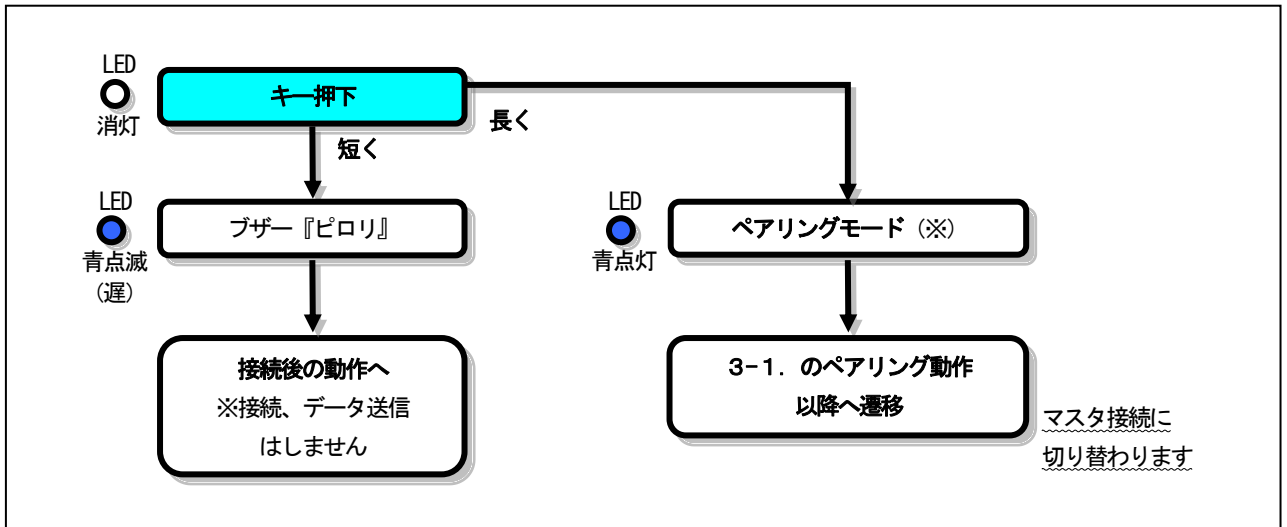 LED
消灯
キー押下
長く
短く
LED
青点滅
（遅）
ブザー『ピロリ』
LED
青点灯
ペアリングモード（※）
接続後の動作へ
※接続、データ送信
はしません
３-１．のペアリング動作
以降へ遷移
マスタ接続に
切り替わります